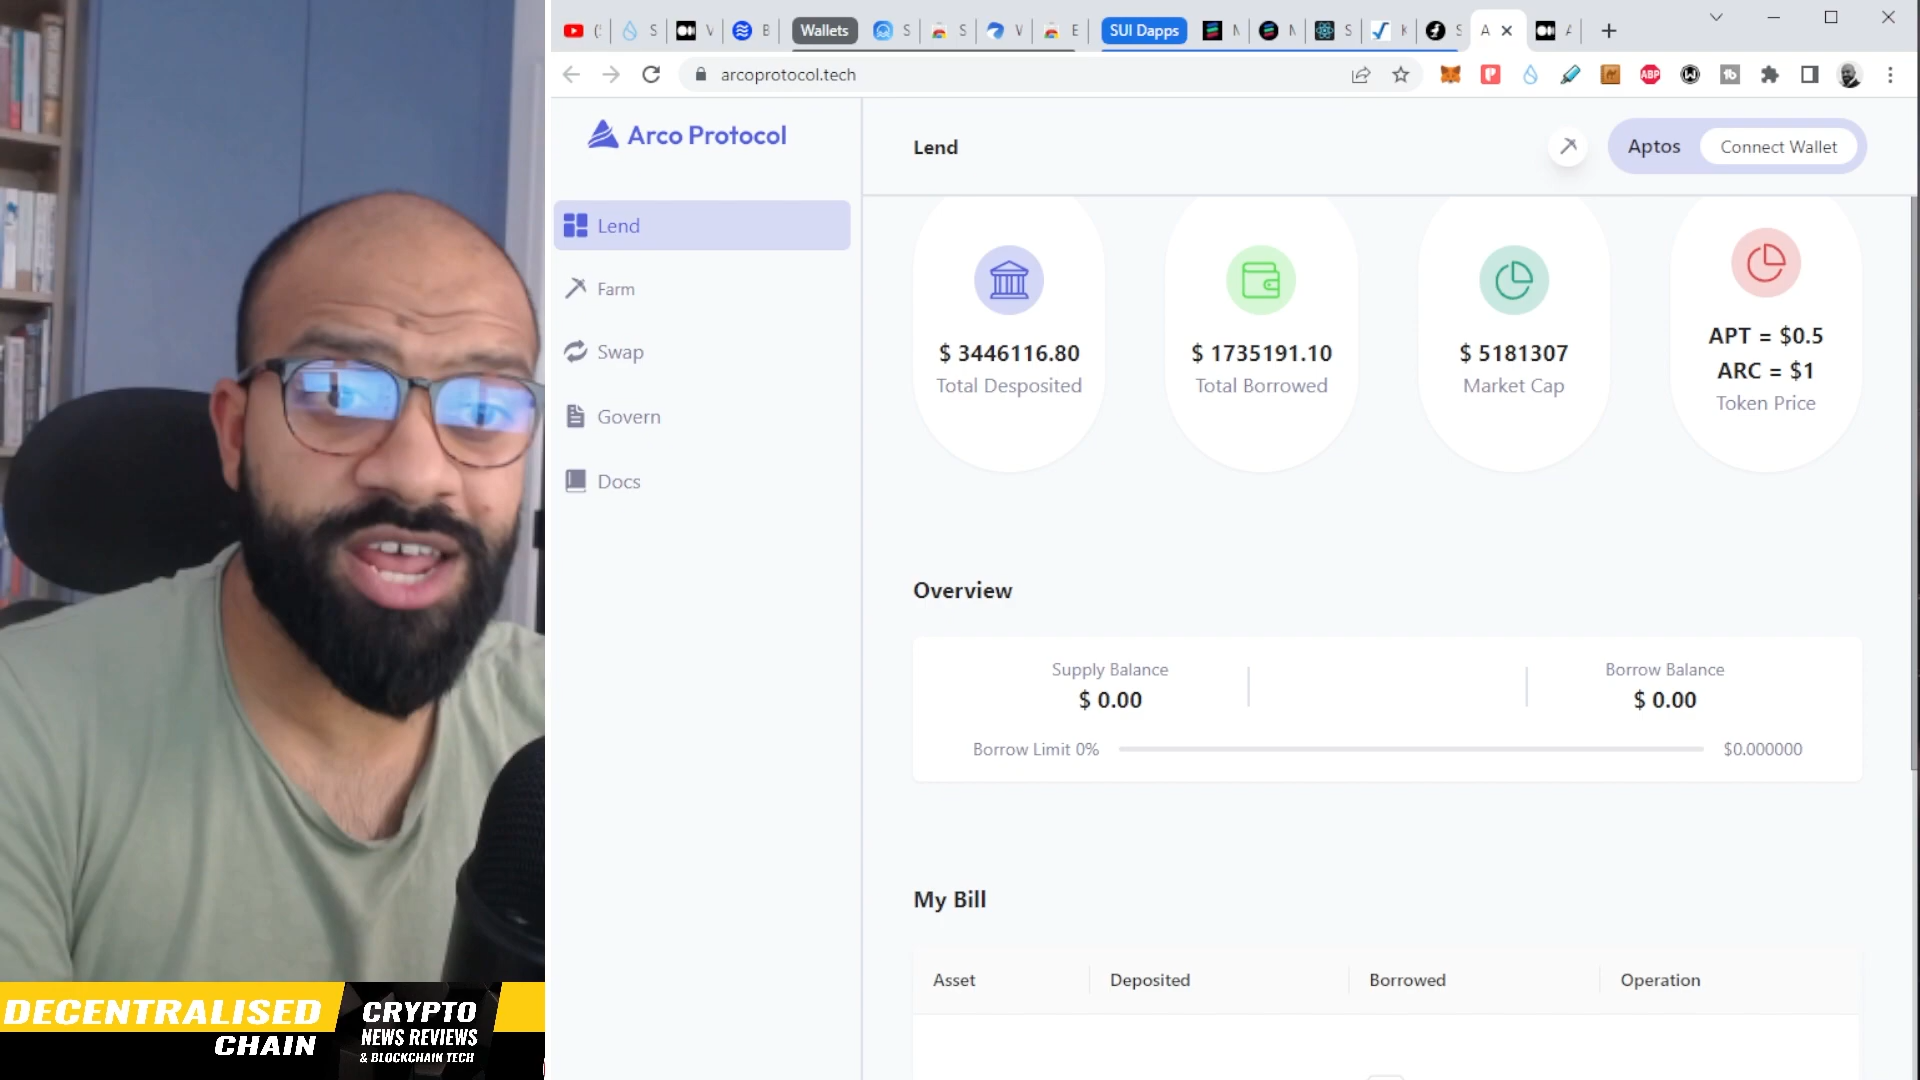 Wallets
SUI Dapps
arcoprotocol.tech
ABP
Arco Protocol
Lend
Farm
Swap
Govern
Docs
Lend
Aptos
Connect Wallet
$ 3446116.80
Total Desposited
$ 1735191.10
Total Borrowed
$ 5181307
Market Cap
APT = $0.5
ARC = $1
Token Price
Overview
Supply Balance
$ 0.00
Borrow Balance
$ 0.00
Borrow Limit 0%
$0.000000
My Bill
Asset
Deposited
Borrowed
Operation
DECENTRALISED
CHAIN
CRYPTO
NEWS REVIEWS
& BLOCKCHAIN TECH